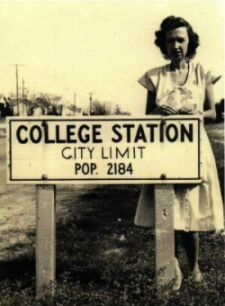 COLLEGE STATION
CITY LIMIT
POP. 2184